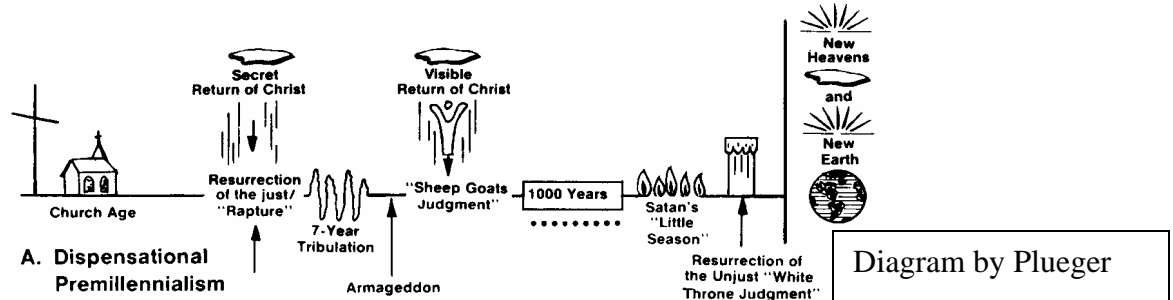 Secret
Return of Christ
Visible
Return of Christ
New
Heavens
and
New
Earth
Church Age
Resurrection
of the just/
"Rapture"
7-Year
Tribulation
Armageddon
"Sheep Goats
Judgment"
1000 Years
Satan's
"Little
Season"
Resurrection of
the Unjust "White
Throne Judgment"
A. Dispensational
Premillennialism
Diagram by Plueger